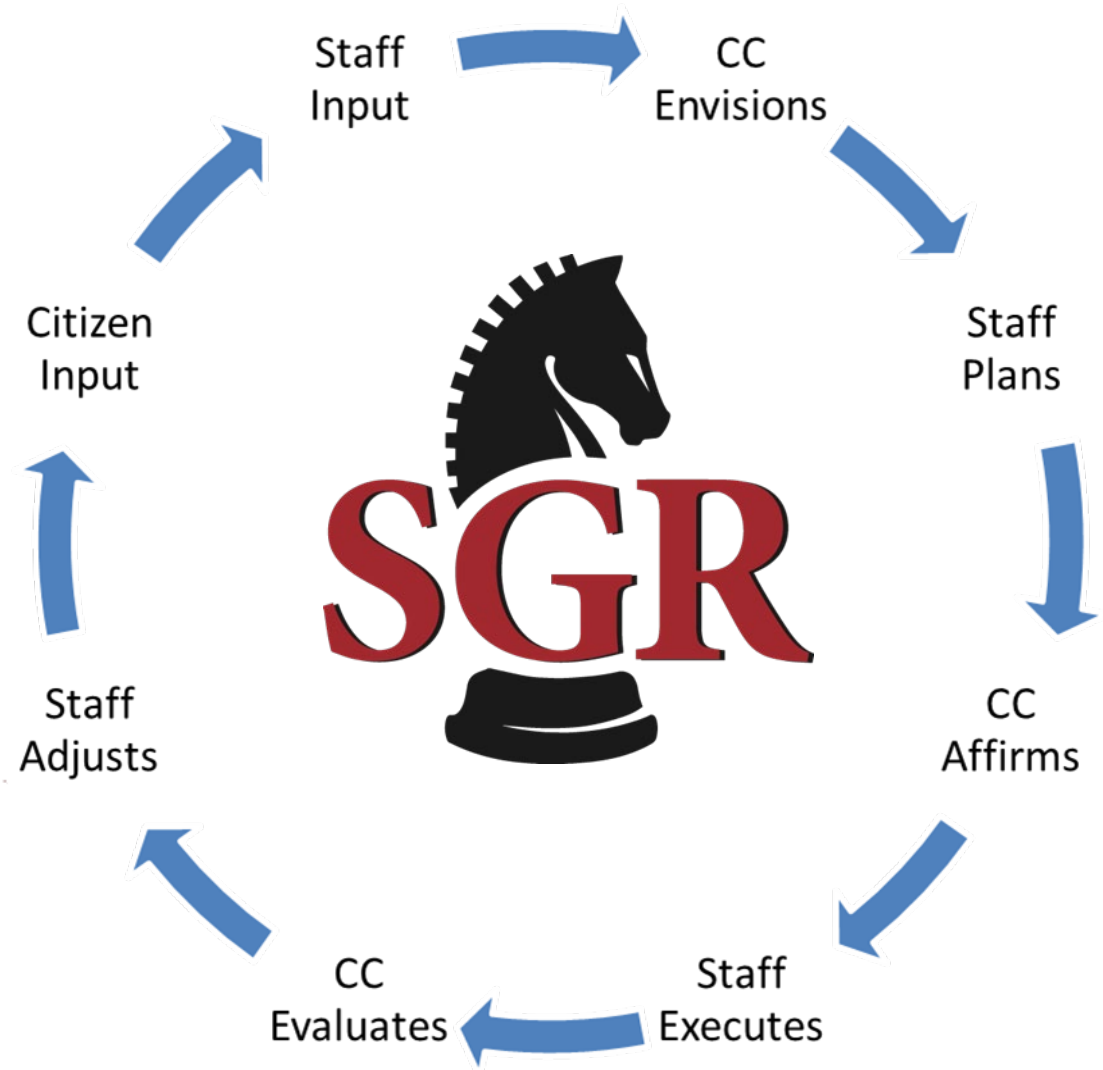 Staff
Input
CC
Envisions
Staff
Plans
CC
Affirms
Staff
Executes
CC
Evaluates
Staff
Adjusts
Citizen
Input
SGR